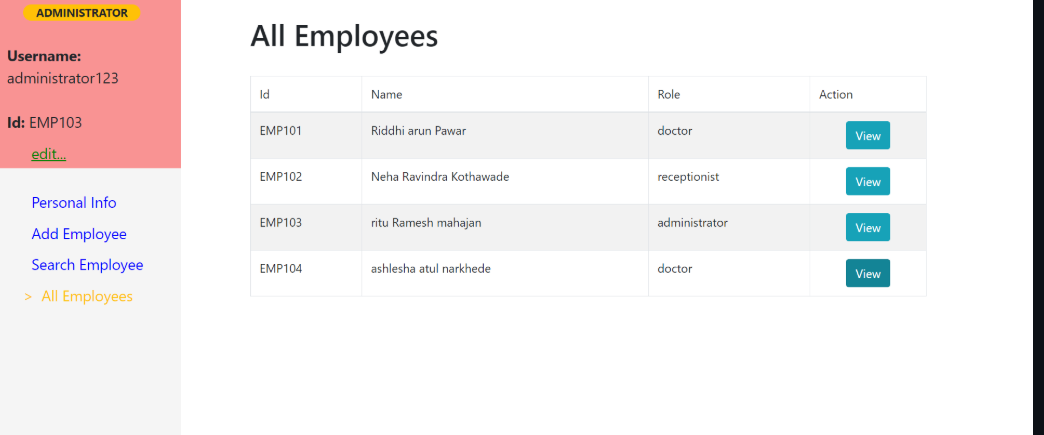 ADMINISTRATOR
Username:
administrator123
Id: EMP103
edit...
Personal Info
Add Employee
Search Employee
> All Employees
All Employees
Id Name Role Action
EMP101 Riddhi arun Pawar doctor View
EMP102 Neha Ravindra Kothawade receptionist View
EMP103 ritu Ramesh mahajan administrator View
EMP104 ashlesha atul narkhede doctor View